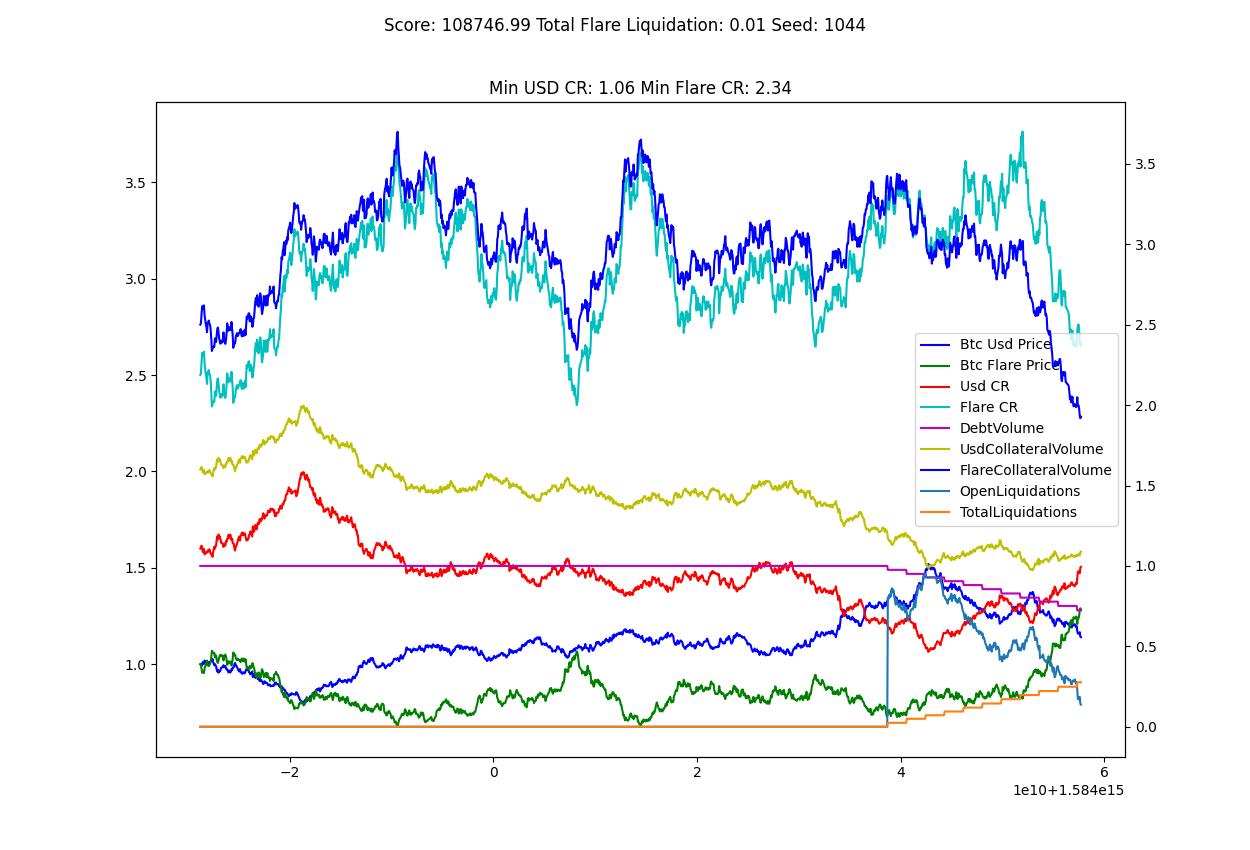 Score: 108746.99 Total Flare Liquidation: 0.01 Seed: 1044
Min USD CR: 1.06 Min Flare CR: 2.34
3.5
3.0
2.5
2.0
1.5
1.0
3.5
3.0
2.5
2.0
1.5
1.0
0.5
0.0
Btc Usd Price
Btc Flare Price
Usd CR
Flare CR
DebtVolume
UsdCollateralVolume
FlareCollateralVolume
OpenLiquidations
TotalLiquidations
−2 0 2 4 6
1e10+1.584e15